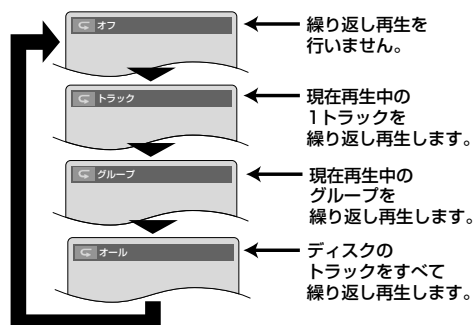 オフ
繰り返し再生を
行いません。
トラック
現在再生中の
1トラックを
繰り返し再生します。
グループ
現在再生中の
グループを
繰り返し再生します。
オール
ディスクの
トラックをすべて
繰り返し再生します。